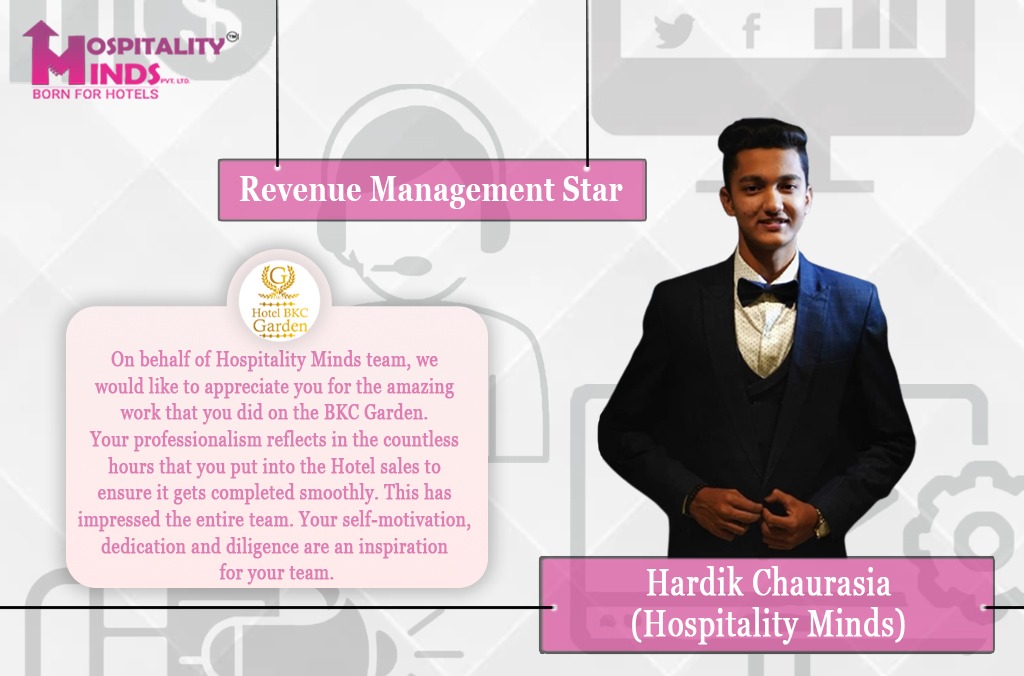 HOSPITALITY
TM
MINDS PVT. LTD.
BORN FOR HOTELS
Revenue Management Star
G
Hotel BKC
Garden
On behalf of Hospitality Minds team, we
would like to appreciate you for the amazing
work that you did on the BKC Garden.
Your professionalism reflects in the countless
hours that you put into the Hotel sales to
ensure it gets completed smoothly. This has
impressed the entire team. Your self-motivation,
dedication and diligence are an inspiration
for your team.
Hardik Chaurasia
(Hospitality Minds)